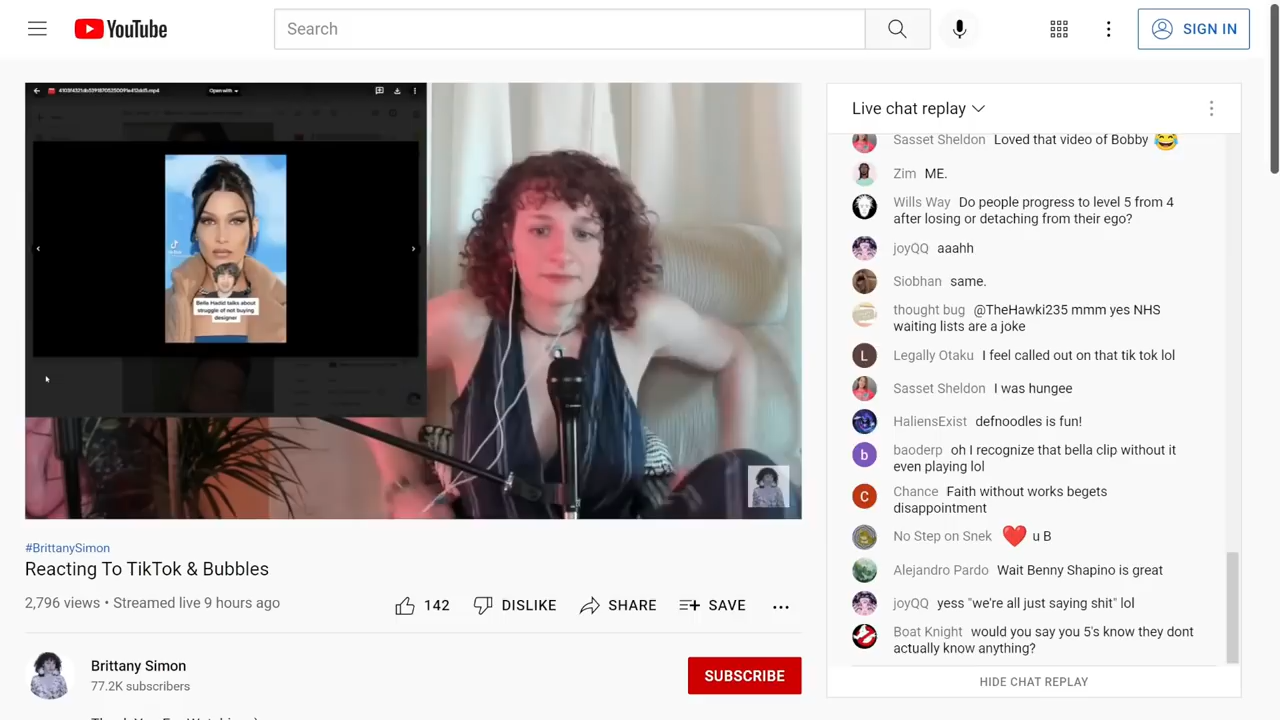 YouTube
Search
SIGN IN
Open with
Bella Hadid talks about
struggle of not buying
designer
#BrittanySimon
Reacting To TikTok & Bubbles
2,796 views • Streamed live 9 hours ago
142
DISLIKE
SHARE
SAVE
Brittany Simon
77.2K subscribers
SUBSCRIBE
Live chat replay
Sasset Sheldon Loved that video of Bobby 😂
Zim ME.
Wills Way Do people progress to level 5 from 4
after losing or detaching from their ego?
joyQQ aaahh
Siobhan same.
thought bug @TheHawki235 mmm yes NHS
waiting lists are a joke
Legally Otaku I feel called out on that tik tok lol
Sasset Sheldon I was hungee
HaliensExist defnoodles is fun!
baoderp oh I recognize that bella clip without it
even playing lol
Chance Faith without works begets
disappointment
No Step on Snek ❤️ u B
Alejandro Pardo Wait Benny Shapino is great
joyQQ yess "we're all just saying shit" lol
Boat Knight would you say you 5's know they dont
actually know anything?
HIDE CHAT REPLAY